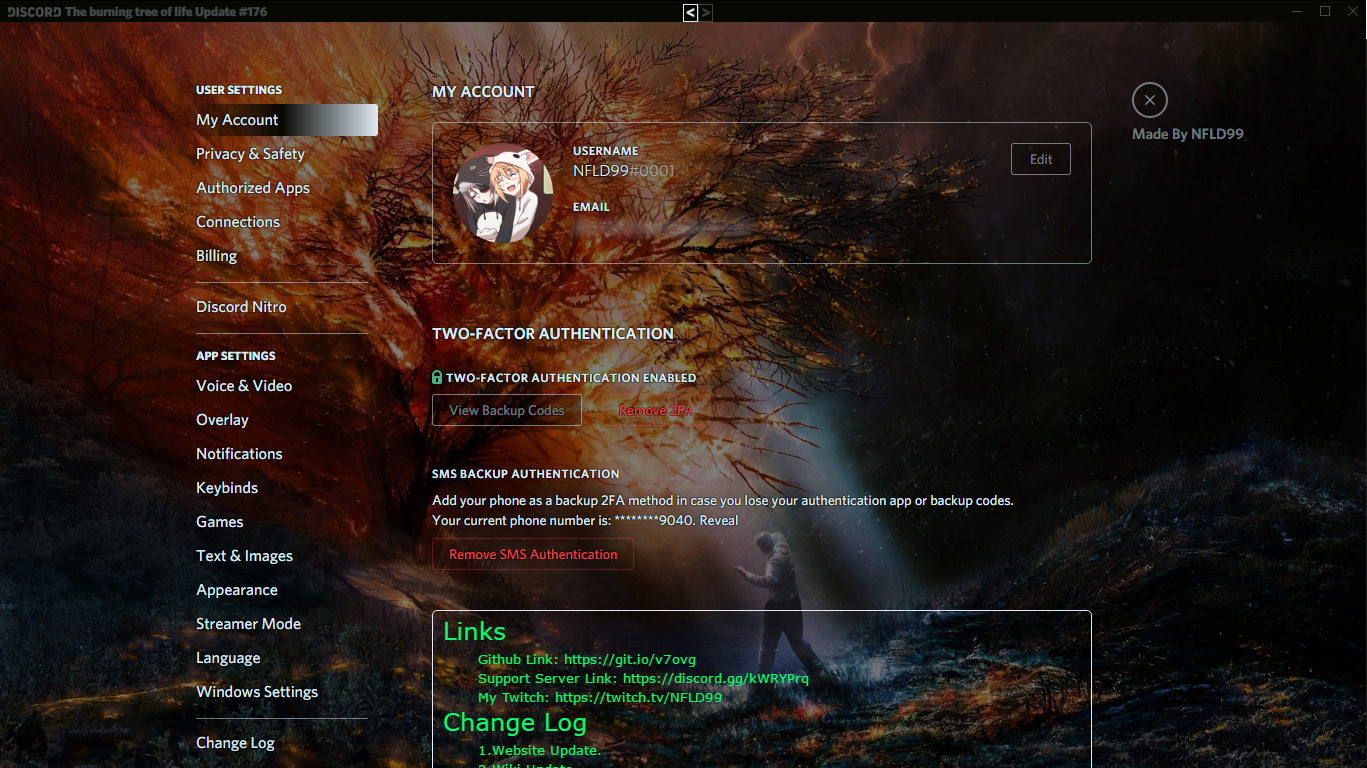 DISCORD The burning tree of life Update #176
< >
USER SETTINGS
My Account
Privacy & Safety
Authorized Apps
Connections
Billing
Discord Nitro
APP SETTINGS
Voice & Video
Overlay
Notifications
Keybinds
Games
Text & Images
Appearance
Streamer Mode
Language
Windows Settings
Change Log
MY ACCOUNT
USERNAME
NFLD99#0001
Edit
EMAIL
TWO-FACTOR AUTHENTICATION
TWO-FACTOR AUTHENTICATION ENABLED
View Backup Codes
Remove 2FA
SMS BACKUP AUTHENTICATION
Add your phone as a backup 2FA method in case you lose your authentication app or backup codes.
Your current phone number is: ********9040. Reveal
Remove SMS Authentication
Links
Github Link: https://git.io/v7ovg
Support Server Link: https://discord.gg/kWRYPrq
My Twitch: https://twitch.tv/NFLD99
Change Log
1.Website Update.
2.Wiki Update
Made By NFLD99